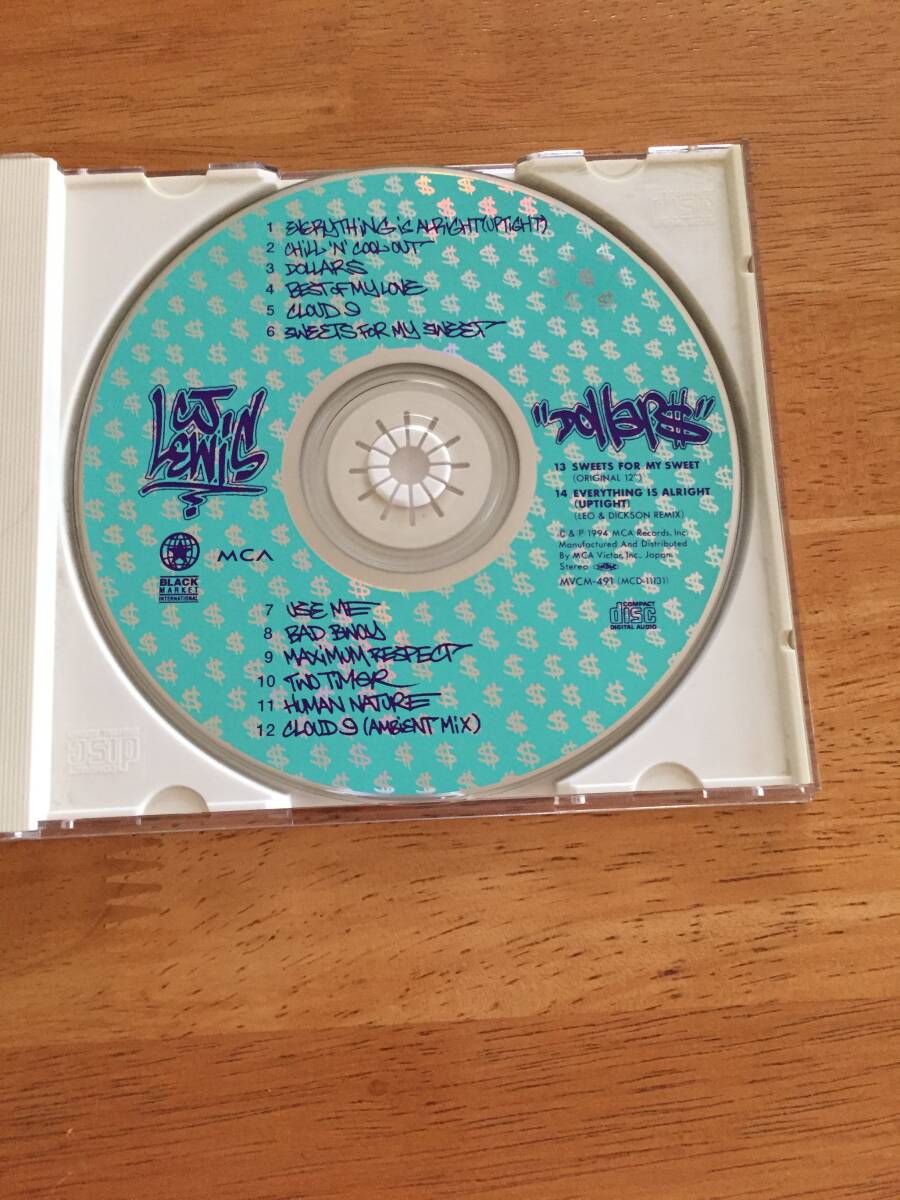 1 EVERYTHING IS ALRIGHT (UPTIGHT)
2 CHILL 'N' COOL OUT
3 DOLLARS
4 BEST OF MY LOVE
5 CLOUD 9
6 SWEETS FOR MY SWEET
CJ
LEWIS
BLACK
MARKET
INTERNATIONAL
MCA
"DOLLAR$"
13 SWEETS FOR MY SWEET
(ORIGINAL 12")
14 EVERYTHING IS ALRIGHT
(UPTIGHT)
(LEO & DICKSON REMIX)
C & P 1994 MCA Records, Inc.
Manufactured And Distributed
By MCA Victor, Inc., Japan
Stereo
MVCM-491 (MCD-11131)
COMPACT
disc
DIGITAL AUDIO
7 USE ME
8 BAD BWOY
9 MAXIMUM RESPECT
10 TWO TIMER
11 HUMAN NATURE
12 CLOUD 9 (AMBIENT MIX)